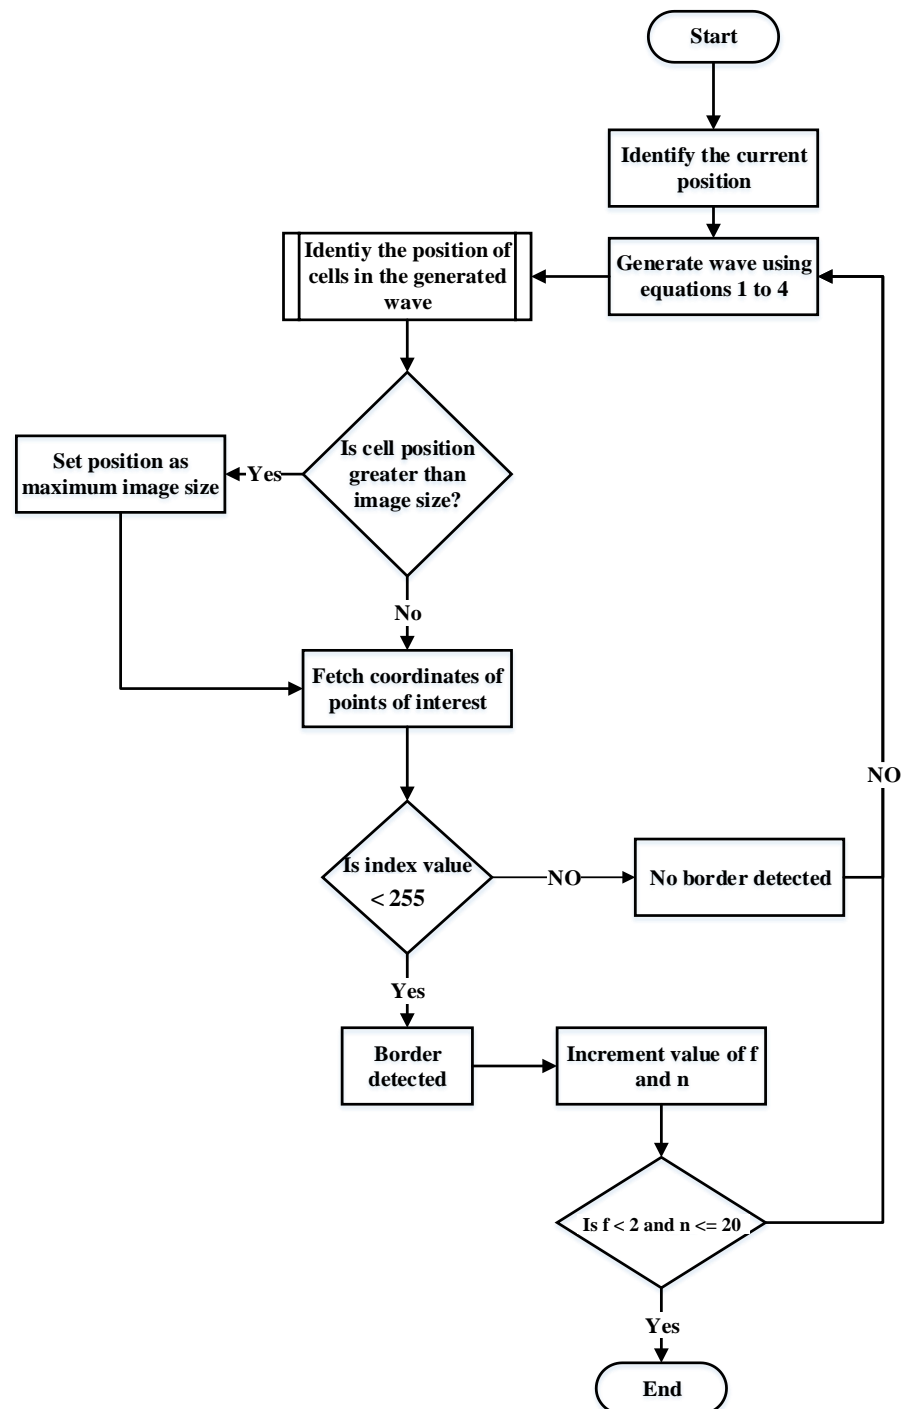 Start
Identify the current
position
Generate wave using
equations 1 to 4
Identiy the position of
cells in the generated
wave
Is cell position
greater than
image size?
Yes
Set position as
maximum image size
No
Fetch coordinates of
points of interest
Is index value
< 255
NO
No border detected
NO
Yes
Border
detected
Increment value of f
and n
Is f < 2 and n <= 20
Yes
End